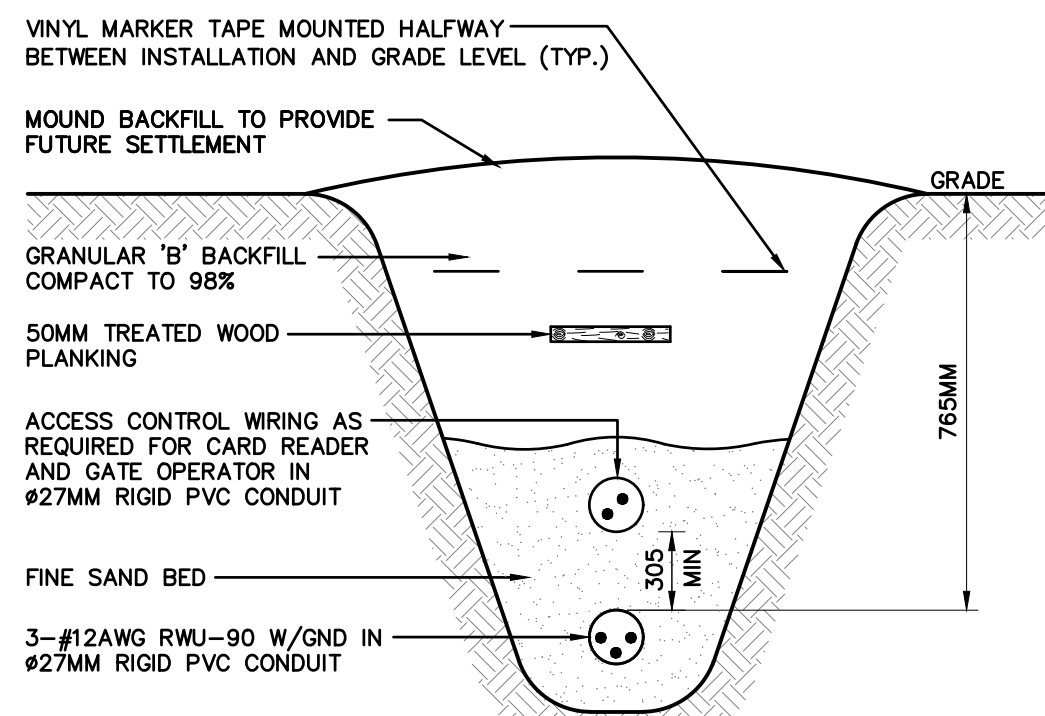 VINYL MARKER TAPE MOUNTED HALFWAY
BETWEEN INSTALLATION AND GRADE LEVEL (TYP.)
MOUND BACKFILL TO PROVIDE
FUTURE SETTLEMENT
GRADE
GRANULAR 'B' BACKFILL
COMPACT TO 98%
50MM TREATED WOOD
PLANKING
765MM
ACCESS CONTROL WIRING AS
REQUIRED FOR CARD READER
AND GATE OPERATOR IN
ø27MM RIGID PVC CONDUIT
305
MIN
FINE SAND BED
3-#12AWG RWU-90 W/GND IN
ø27MM RIGID PVC CONDUIT